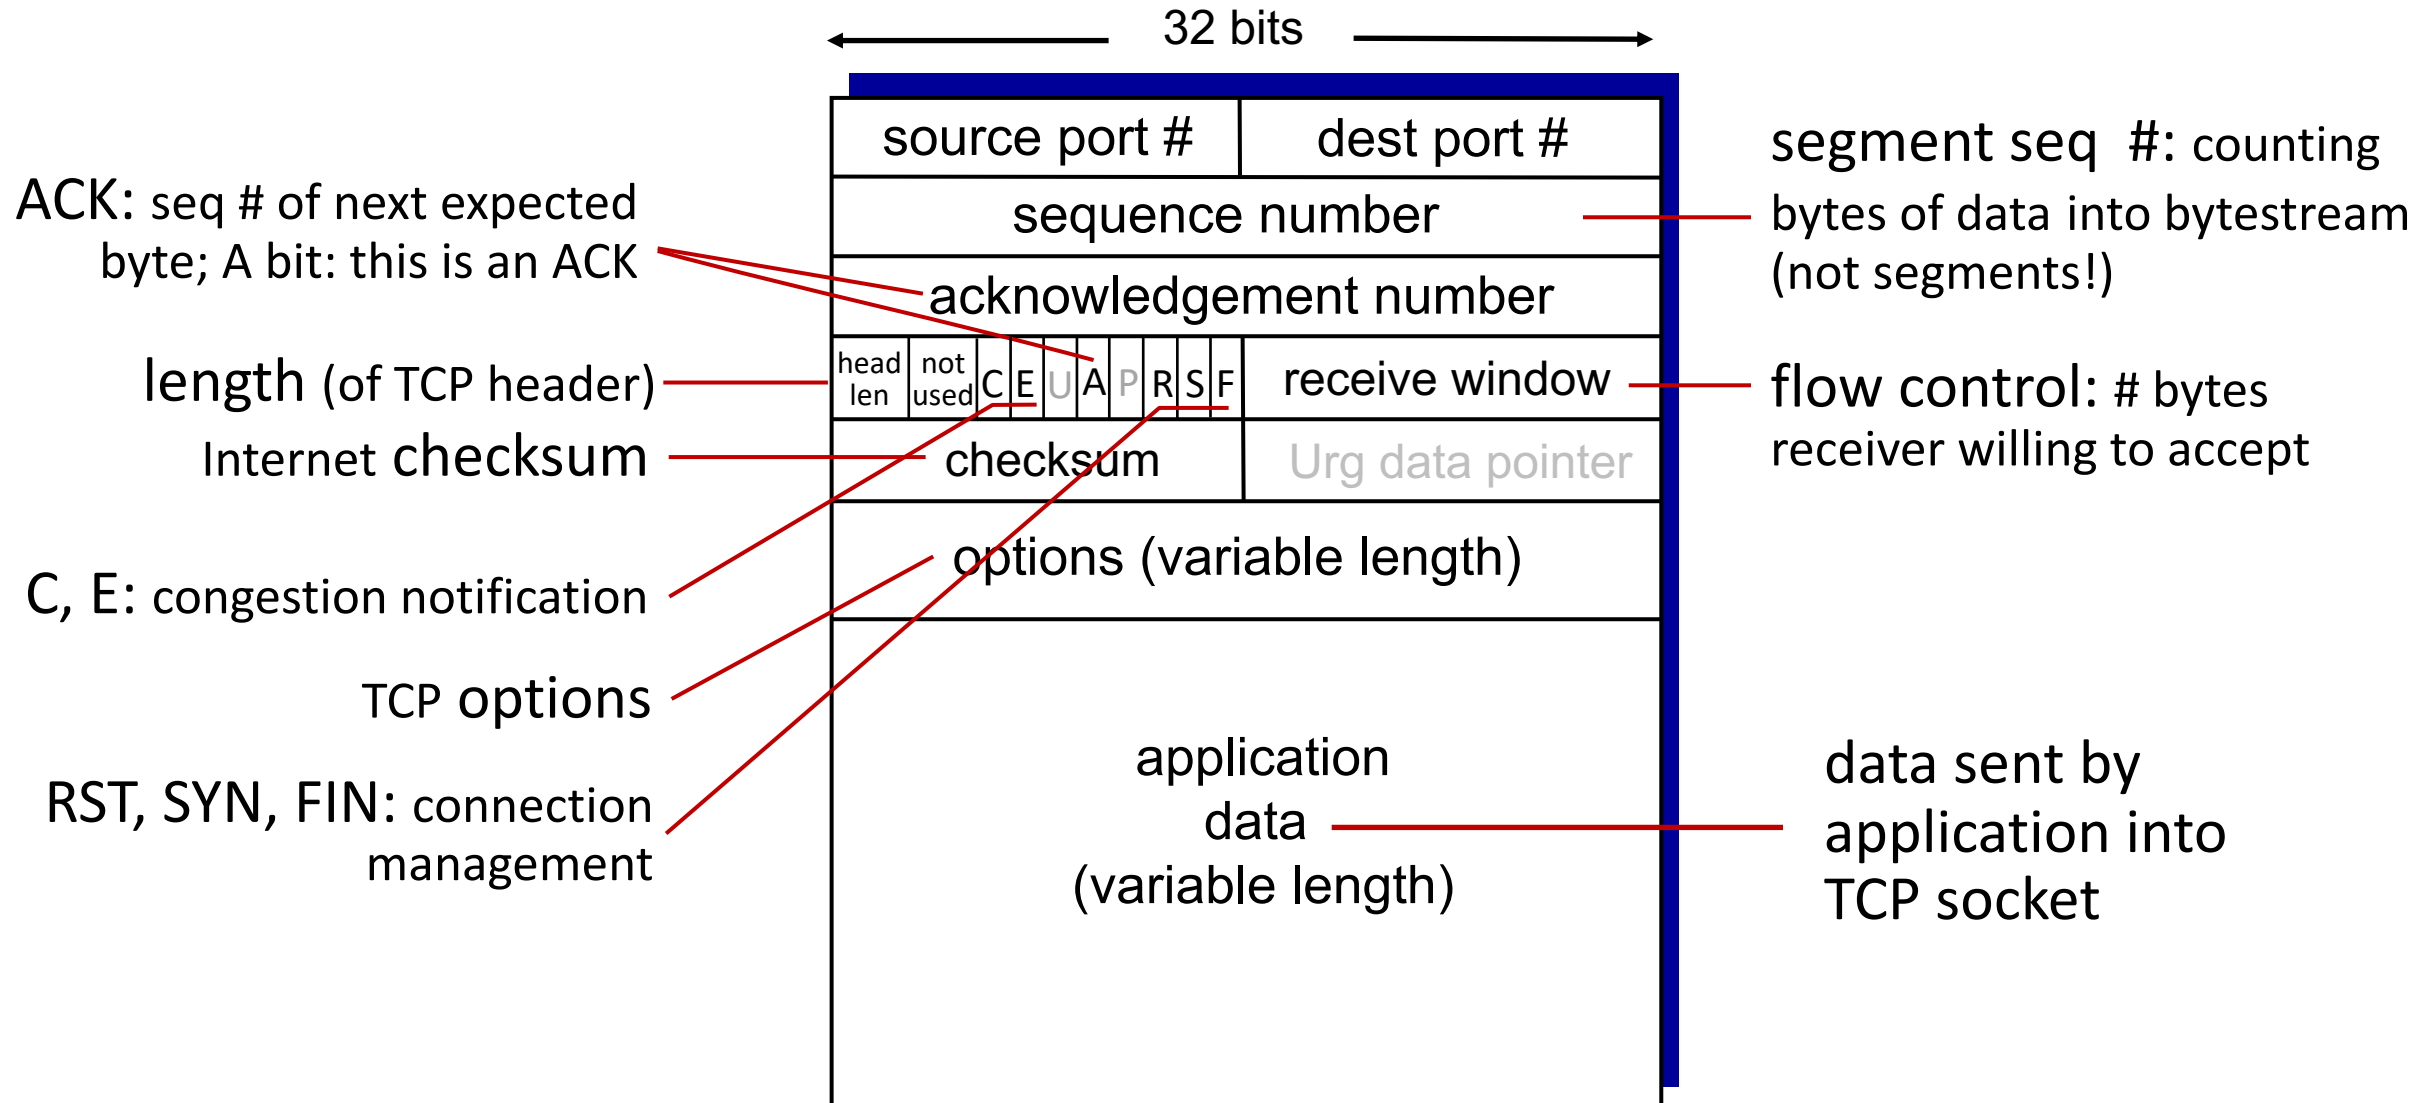 32 bits
source port #
dest port #
sequence number
acknowledgement number
head
len
not
used
C
E
U
A
P
R
S
F
receive window
checksum
Urg data pointer
options (variable length)
application
data
(variable length)
ACK: seq # of next expected
byte; A bit: this is an ACK
length (of TCP header)
Internet checksum
C, E: congestion notification
TCP options
RST, SYN, FIN: connection
management
segment seq #: counting
bytes of data into bytestream
(not segments!)
flow control: # bytes
receiver willing to accept
data sent by
application into
TCP socket